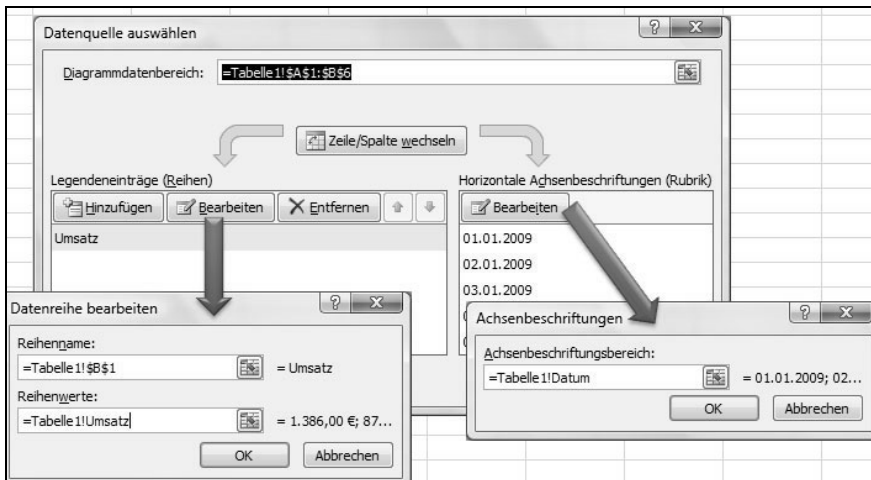 Datenquelle auswählen
Diagrammdatenbereich: =Tabelle1!$A$1:$B$6
Zeile/Spalte wechseln
Legendeneinträge (Reihen)
Hinzufügen Bearbeiten Entfernen
Umsatz
Horizontale Achsenbeschriftungen (Rubrik)
Bearbeiten
01.01.2009
02.01.2009
03.01.2009
Datenreihe bearbeiten
Reihenname:
=Tabelle1!$B$1 = Umsatz
Reihenwerte:
=Tabelle1!Umsatz = 1.386,00 €; 87...
OK Abbrechen
Achsenbeschriftungen
Achsenbeschriftungsbereich:
=Tabelle1!Datum = 01.01.2009; 02...
OK Abbrechen